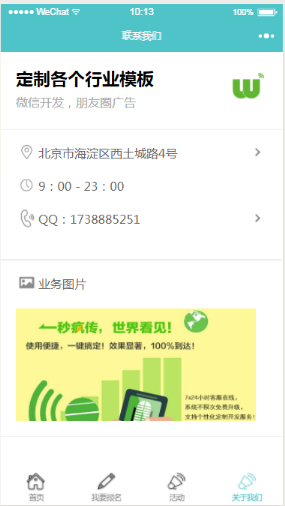 WeChat 10:13 100%
联系我们
定制各个行业模板
微信开发，朋友圈广告
北京市海淀区西土城路4号
9：00 - 23：00
QQ：1738885251
业务图片
一秒疯传，世界看见！
使用便捷，一键搞定！效果显著，100%到达！
7x24小时客服在线，
系统不限次免费升级，
支持个性化定制开发服务！
首页 我要报名 活动 关于我们